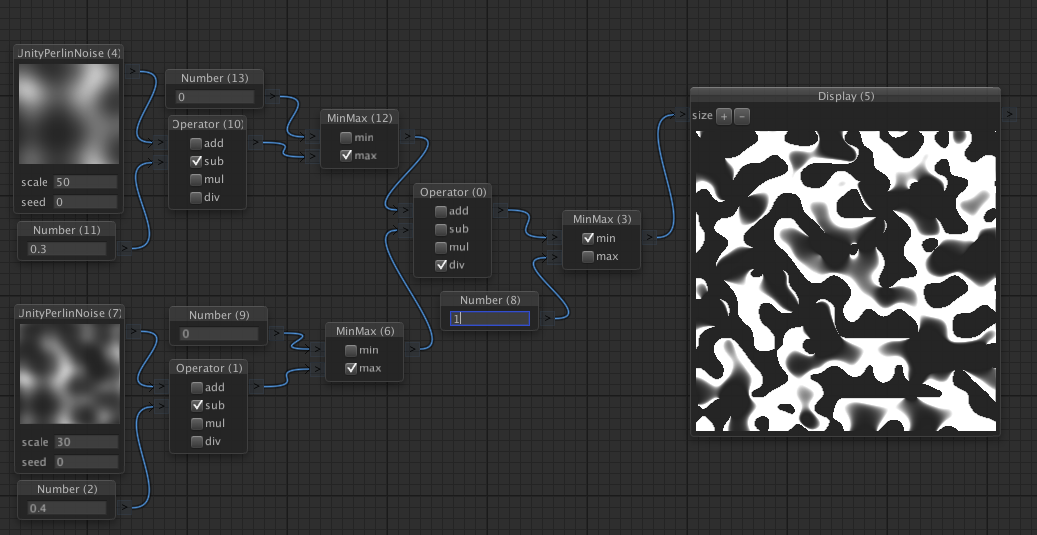 UnityPerlinNoise (4)
scale 50
seed 0
Number (11)
0.3
Number (13)
0
Operator (10)
add
sub
mul
div
MinMax (12)
min
max
UnityPerlinNoise (7)
scale 30
seed 0
Number (2)
0.4
Number (9)
0
Operator (1)
add
sub
mul
div
MinMax (6)
min
max
Operator (0)
add
sub
mul
div
Number (8)
1
MinMax (3)
min
max
Display (5)
size + -